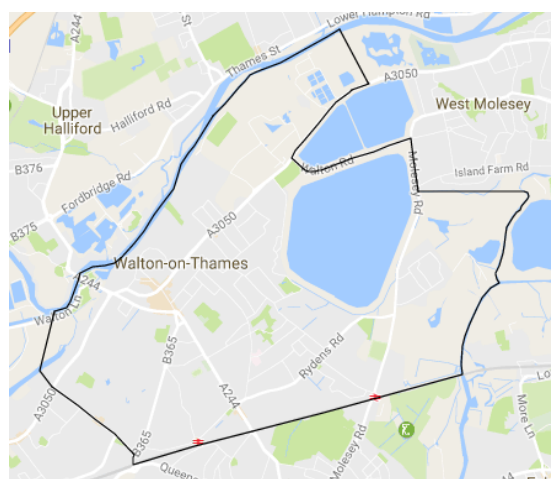 Lower Hampton Rd
A244
Thames St
A3050
Upper
Halliford
Halliford Rd
West Molesey
B376
Walton Rd
Molesey Rd
Island Farm Rd
Fordbridge Rd
B375
A3050
Walton-on-Thames
A244
Walton Ln
Rydens Rd
B365
A244
A3050
B365
Molesey Rd
More Ln
Queens
Lo